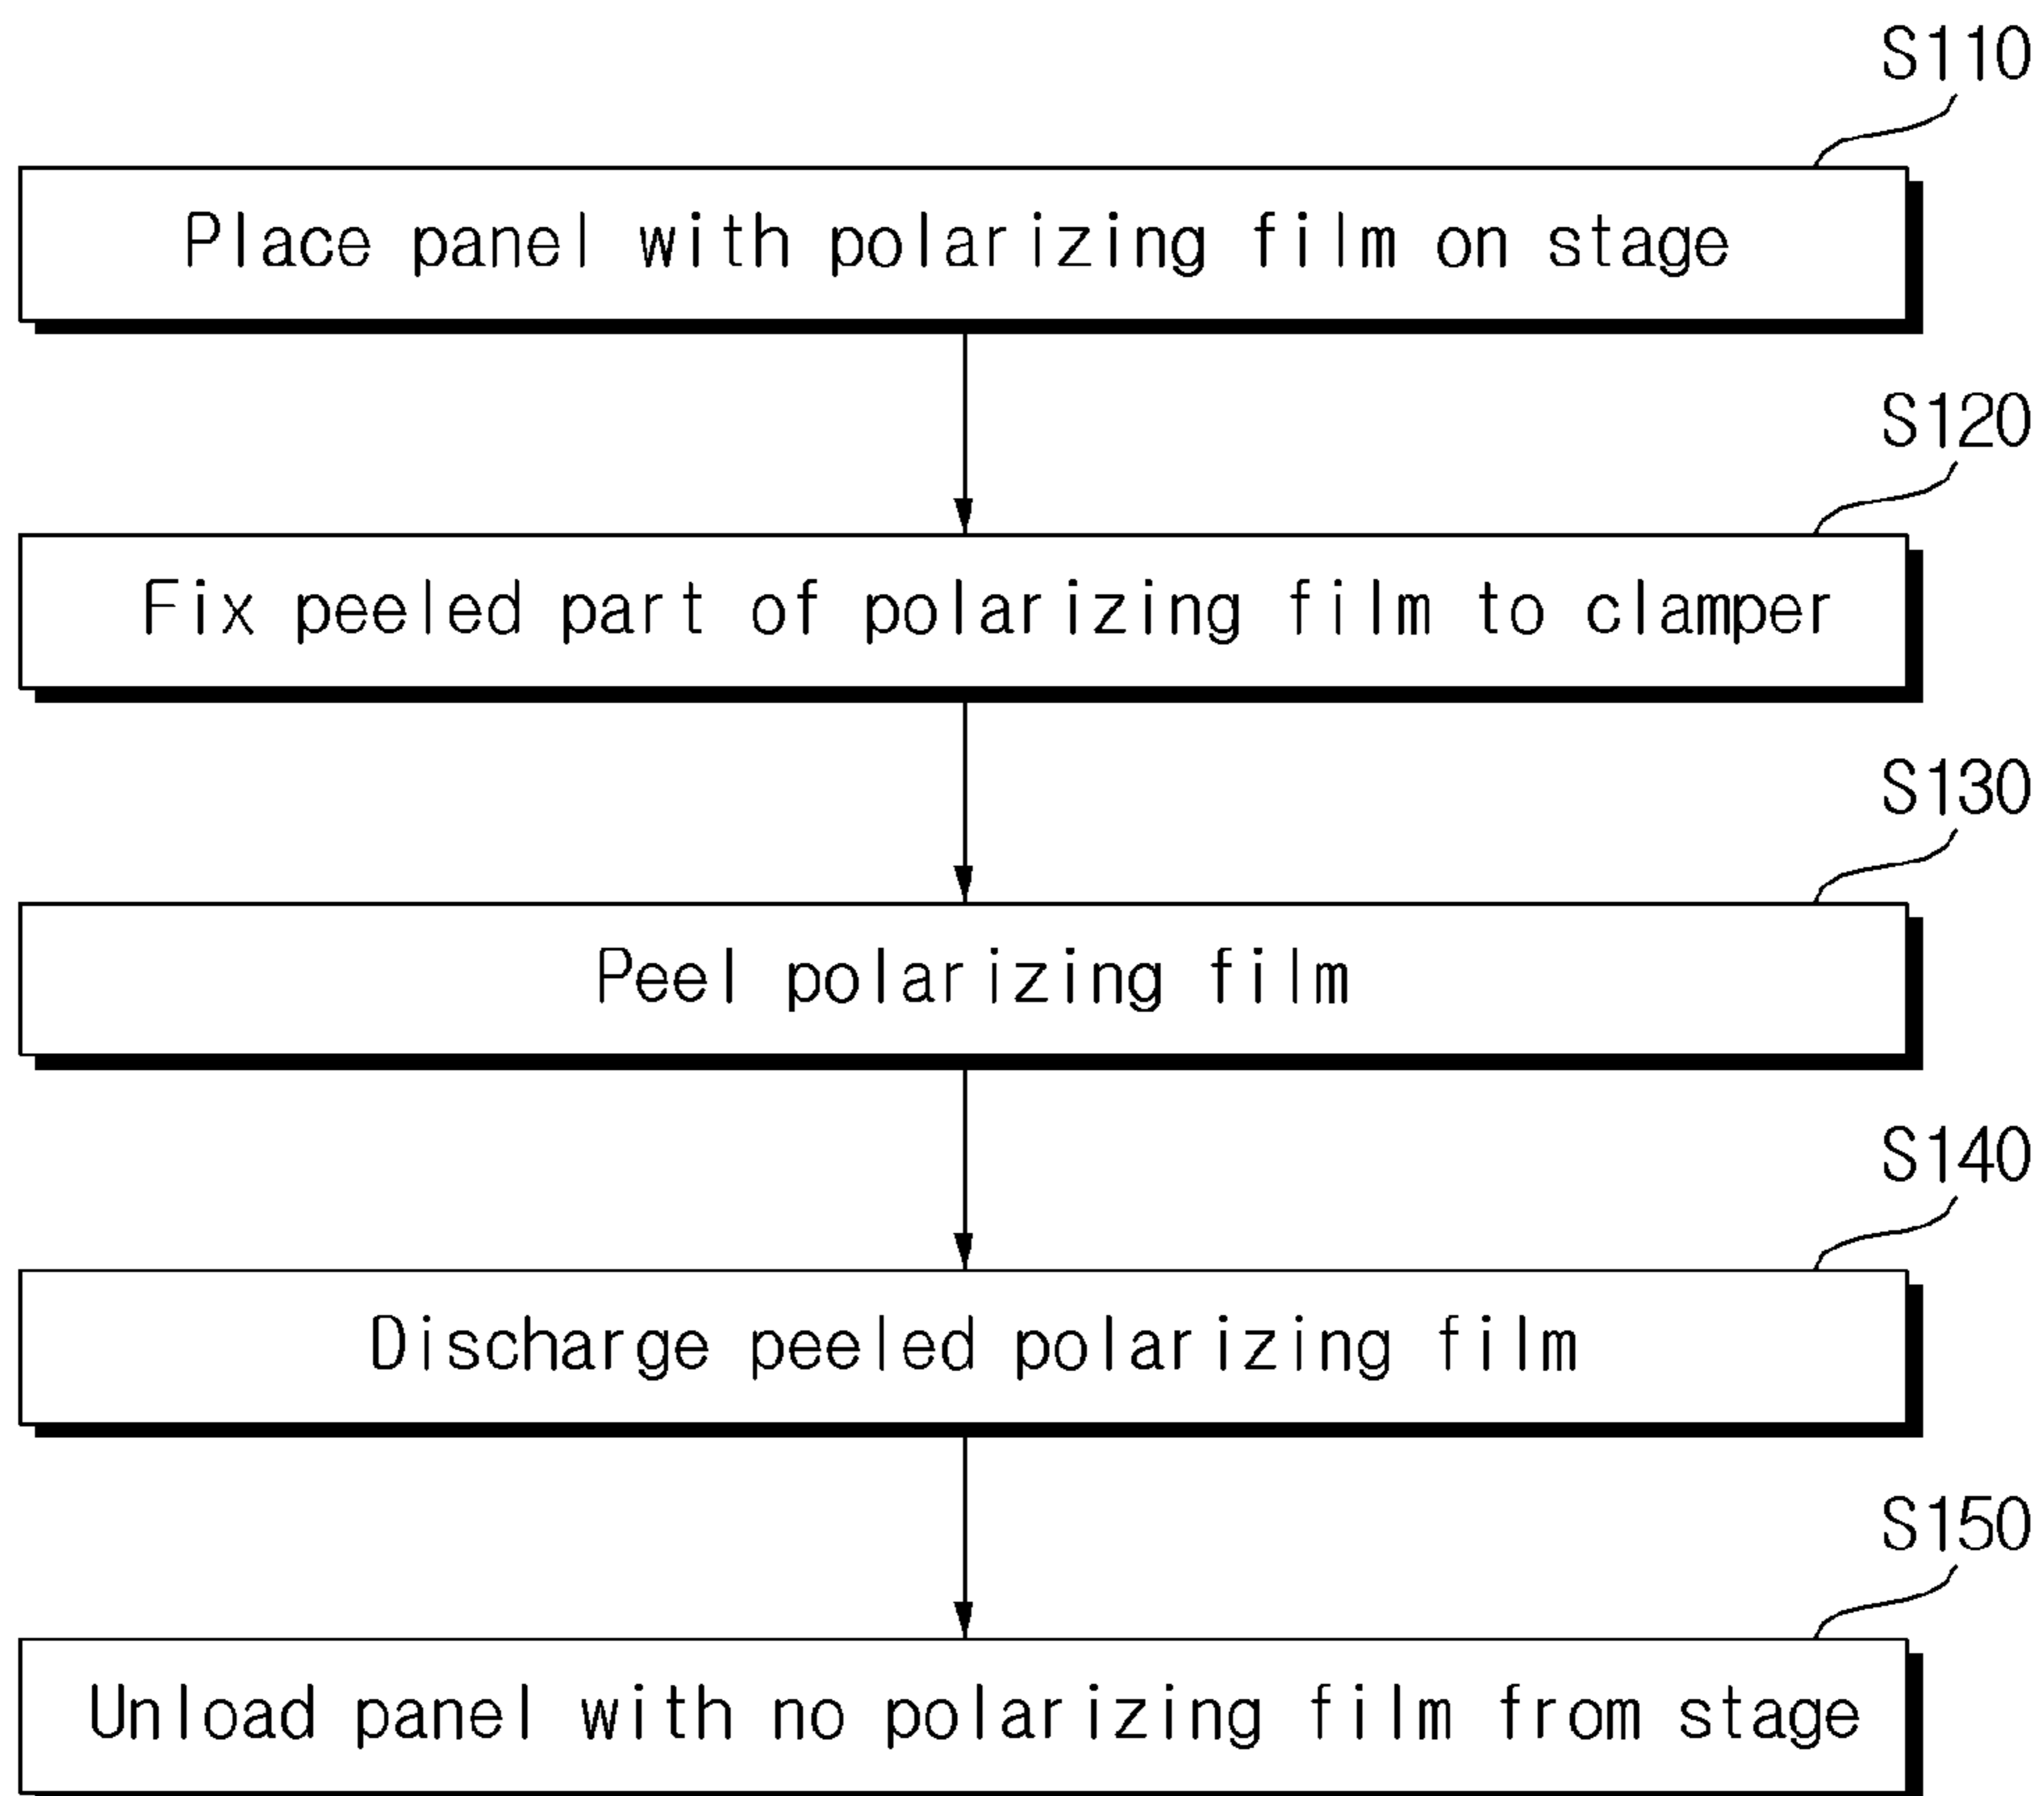 S110
Place panel with polarizing film on stage
S120
Fix peeled part of polarizing film to clamper
S130
Peel polarizing film
S140
Discharge peeled polarizing film
S150
Unload panel with no polarizing film from stage